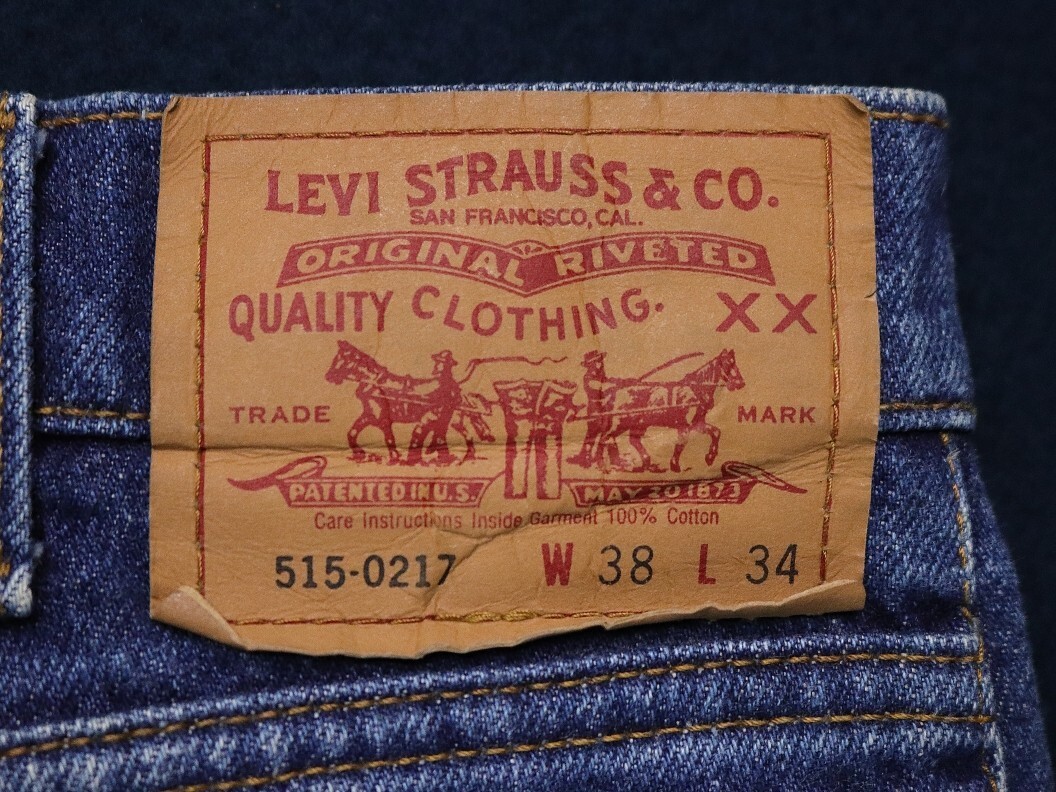 LEVI STRAUSS & CO.
SAN FRANCISCO, CAL.
ORIGINAL RIVETED
QUALITY CLOTHING. XX
TRADE MARK
PATENTED IN U.S. MAY 20 1873
Care Instructions Inside Garment 100% Cotton
515-0217 W 38 L 34